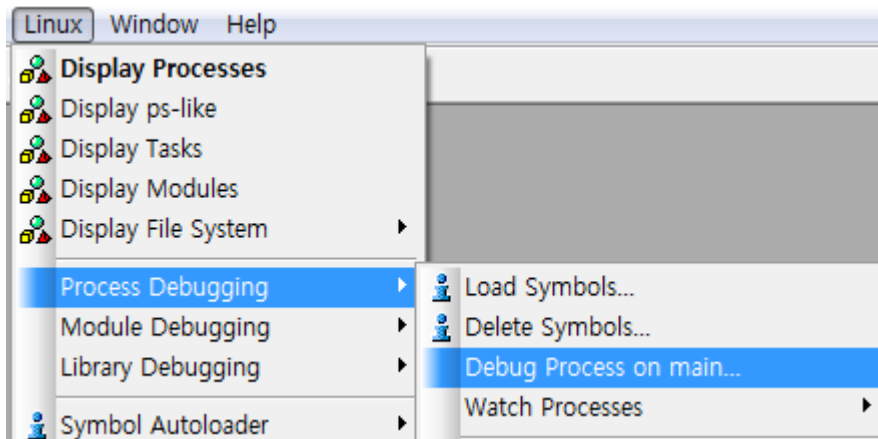 Linux Window Help
Display Processes
Display ps-like
Display Tasks
Display Modules
Display File System
Process Debugging
Module Debugging
Library Debugging
Symbol Autoloader
Load Symbols...
Delete Symbols...
Debug Process on main...
Watch Processes